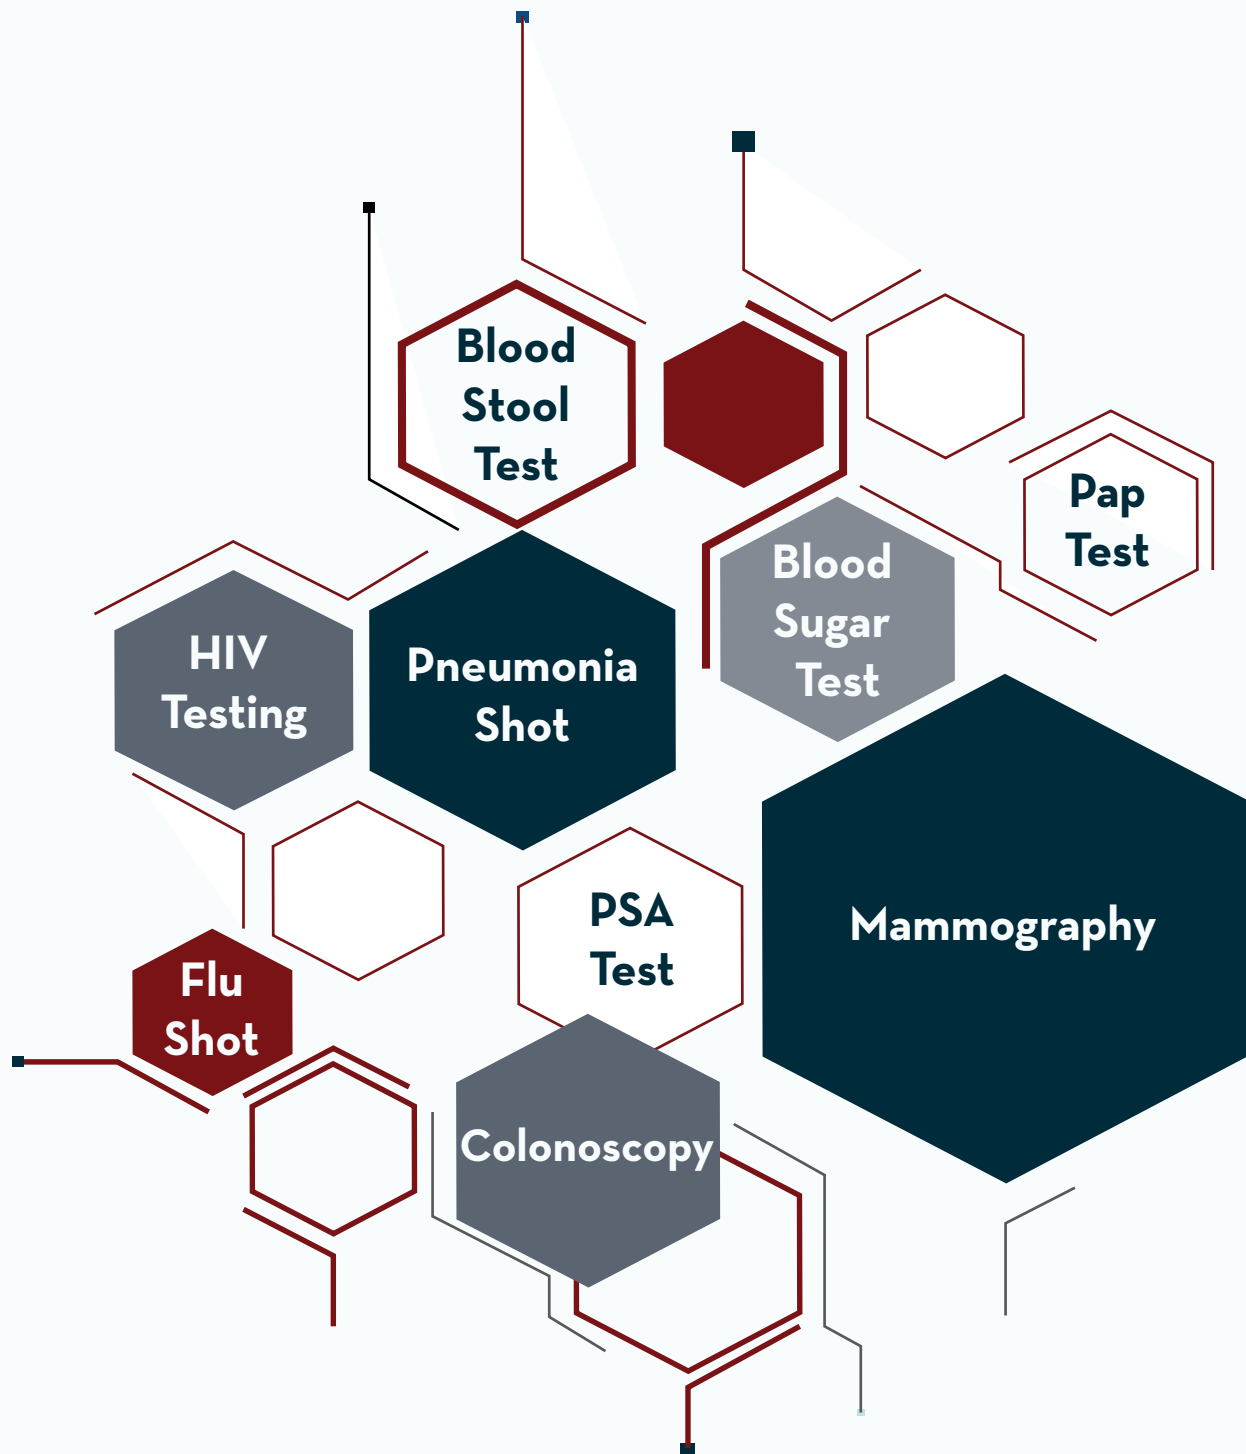 Blood
Stool
Test
Pap
Test
Blood
Sugar
Test
HIV
Testing
Pneumonia
Shot
PSA
Test
Mammography
Flu
Shot
Colonoscopy